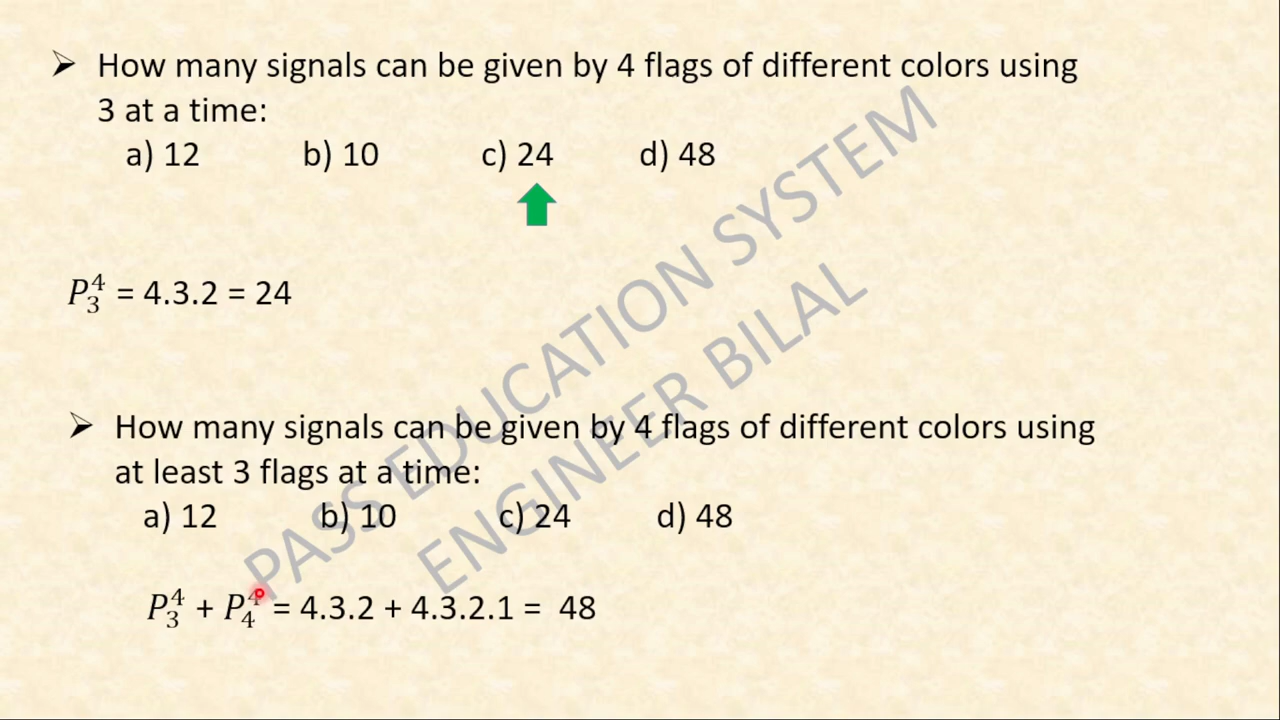 ➢ How many signals can be given by 4 flags of different colors using
3 at a time:
a) 12 b) 10 c) 24 d) 48
P₃⁴ = 4.3.2 = 24
➢ How many signals can be given by 4 flags of different colors using
at least 3 flags at a time:
a) 12 b) 10 c) 24 d) 48
P₃⁴ + P₄⁴ = 4.3.2 + 4.3.2.1 = 48
PASS EDUCATION SYSTEM
ENGINEER BILAL